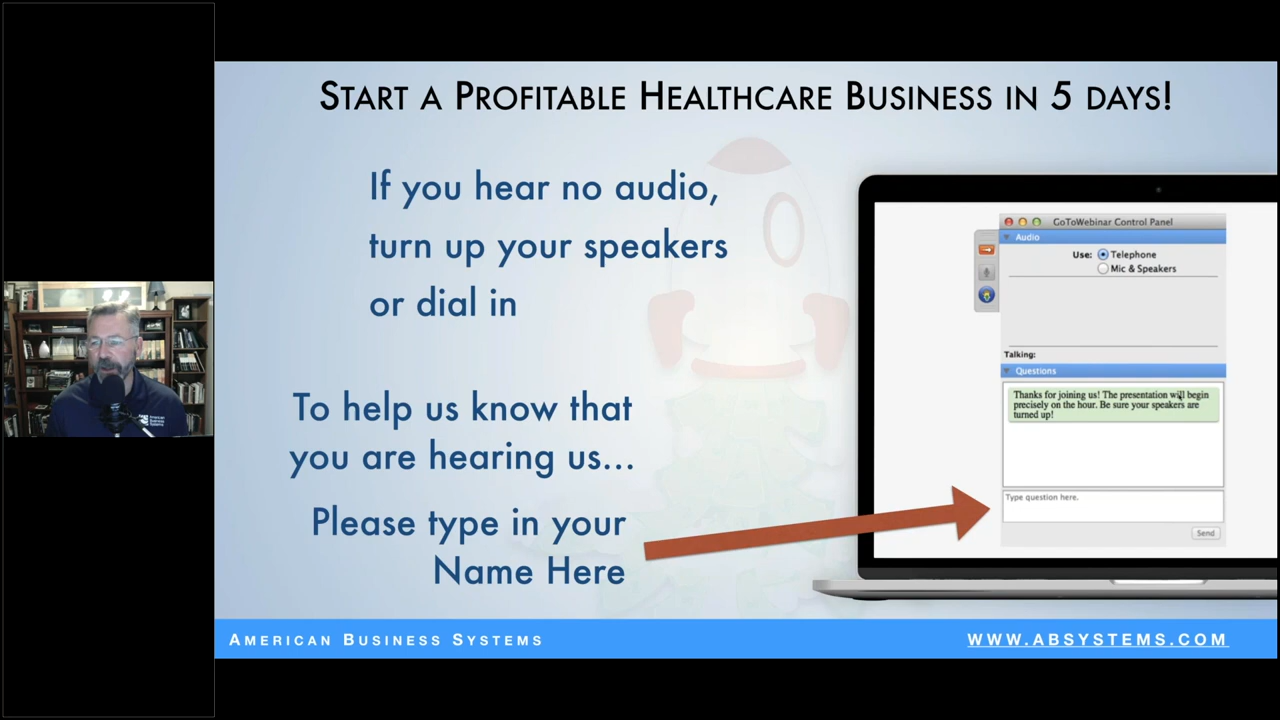 START A PROFITABLE HEALTHCARE BUSINESS IN 5 DAYS!
If you hear no audio,
turn up your speakers
or dial in
To help us know that
you are hearing us...
Please type in your
Name Here
GoToWebinar Control Panel
Audio
Use: Telephone
Mic & Speakers
Talking:
Questions
Thanks for joining us! The presentation will begin
precisely on the hour. Be sure your speakers are
turned up!
Type question here.
Send
American
Business
Systems
AMERICAN BUSINESS SYSTEMS
WWW.ABSYSTEMS.COM